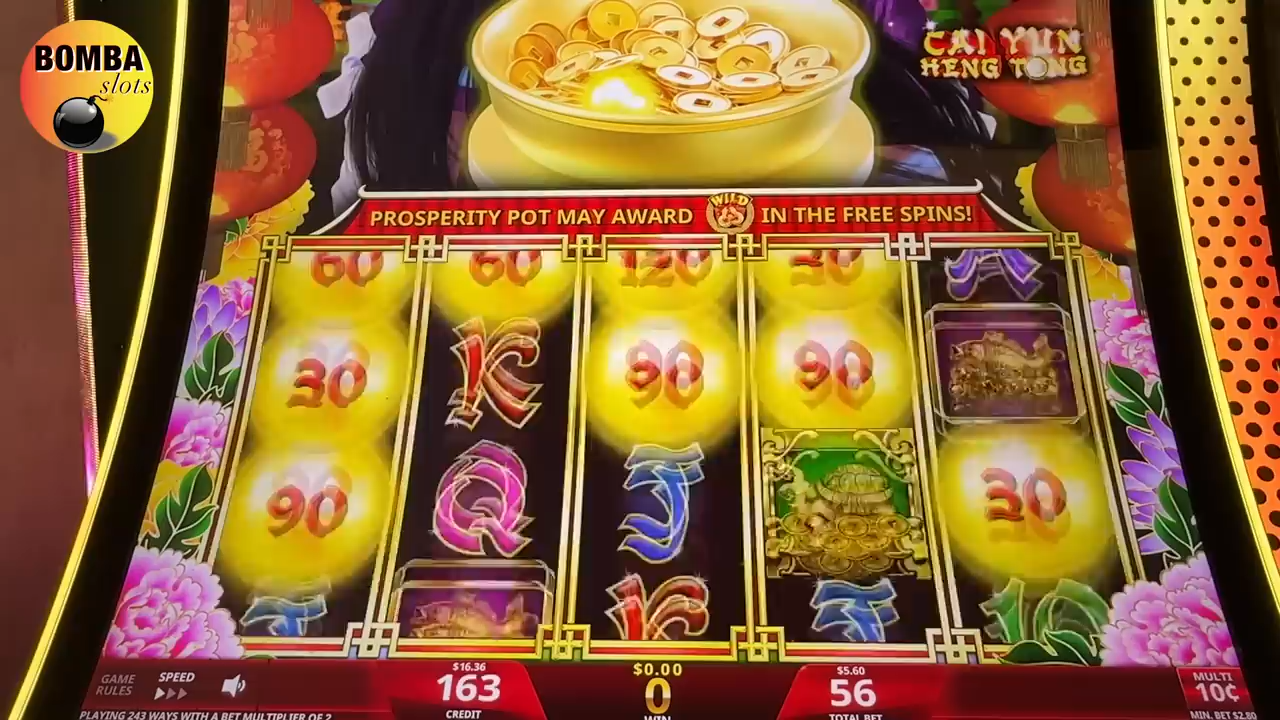 BOMBA
slots
CAI YUN
HENG TONG
PROSPERITY POT MAY AWARD WILD IN THE FREE SPINS!
60 60 120 A
30 K 90 90
90 Q J 30
J K J 10
GAME
RULES
SPEED
$16.36
163
CREDIT
$0.00
0
WIN
$5.60
56
TOTAL BET
MULTI
10¢
MIN. BET $2.80
PLAYING 243 WAYS WITH A BET MULTIPLIER OF 2